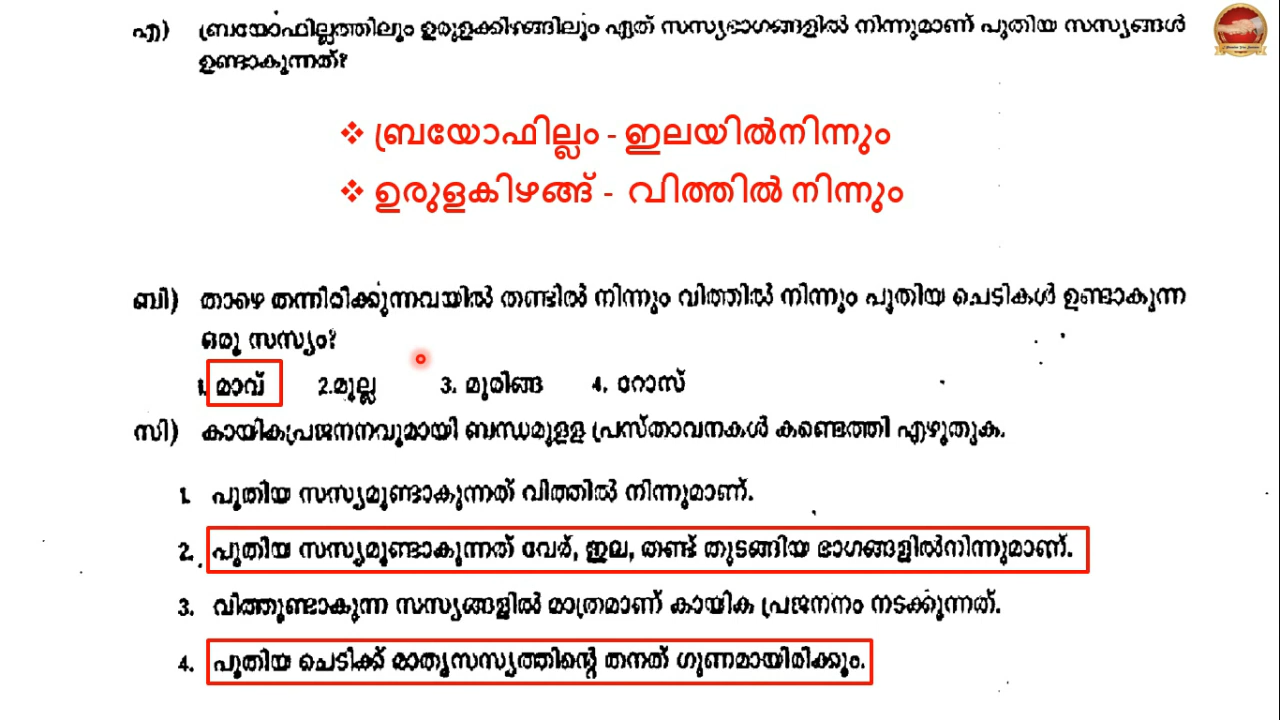 എ) ബ്രയോഫില്ലത്തിലും ഉരുളക്കിഴങ്ങിലും ഏത് സസ്യഭാഗങ്ങളിൽ നിന്നുമാണ് പുതിയ സസ്യങ്ങൾ
ഉണ്ടാകുന്നത്?
❖ ബ്രയോഫില്ലം - ഇലയിൽനിന്നും
❖ ഉരുളകിഴങ്ങ് - വിത്തിൽ നിന്നും
ബി) താഴെ തന്നിരിക്കുന്നവയിൽ തണ്ടിൽ നിന്നും വിത്തിൽ നിന്നും പുതിയ ചെടികൾ ഉണ്ടാകുന്ന
ഒരു സസ്യം?
1. മാവ് 2.മുല്ല 3. മുരിങ്ങ 4. റോസ്
സി) കായികപ്രജനനവുമായി ബന്ധമുളള പ്രസ്താവനകൾ കണ്ടെത്തി എഴുതുക.
1. പുതിയ സസ്യമുണ്ടാകുന്നത് വിത്തിൽ നിന്നുമാണ്.
2. പുതിയ സസ്യമുണ്ടാകുന്നത് വേര്, ഇല, തണ്ട് തുടങ്ങിയ ഭാഗങ്ങളിൽനിന്നുമാണ്.
3. വിത്തുണ്ടാകുന്ന സസ്യങ്ങളിൽ മാത്രമാണ് കായിക പ്രജനനം നടക്കുന്നത്.
4. പുതിയ ചെടിക്ക് മാതൃസസ്യത്തിന്റെ തനത് ഗുണമായിരിക്കും.